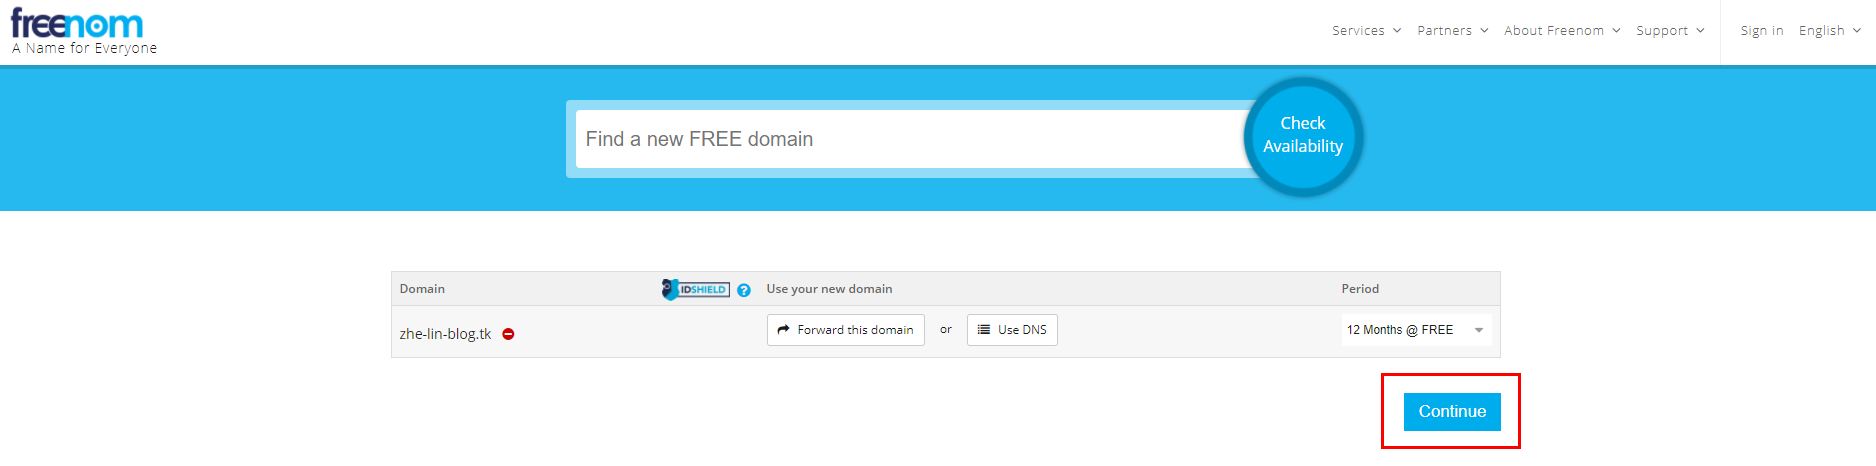 freenom
A Name for Everyone
Services Partners About Freenom Support Sign in English
Find a new FREE domain
Check
Availability
Domain IDSHIELD ? Use your new domain Period
zhe-lin-blog.tk Forward this domain or Use DNS 12 Months @ FREE
Continue